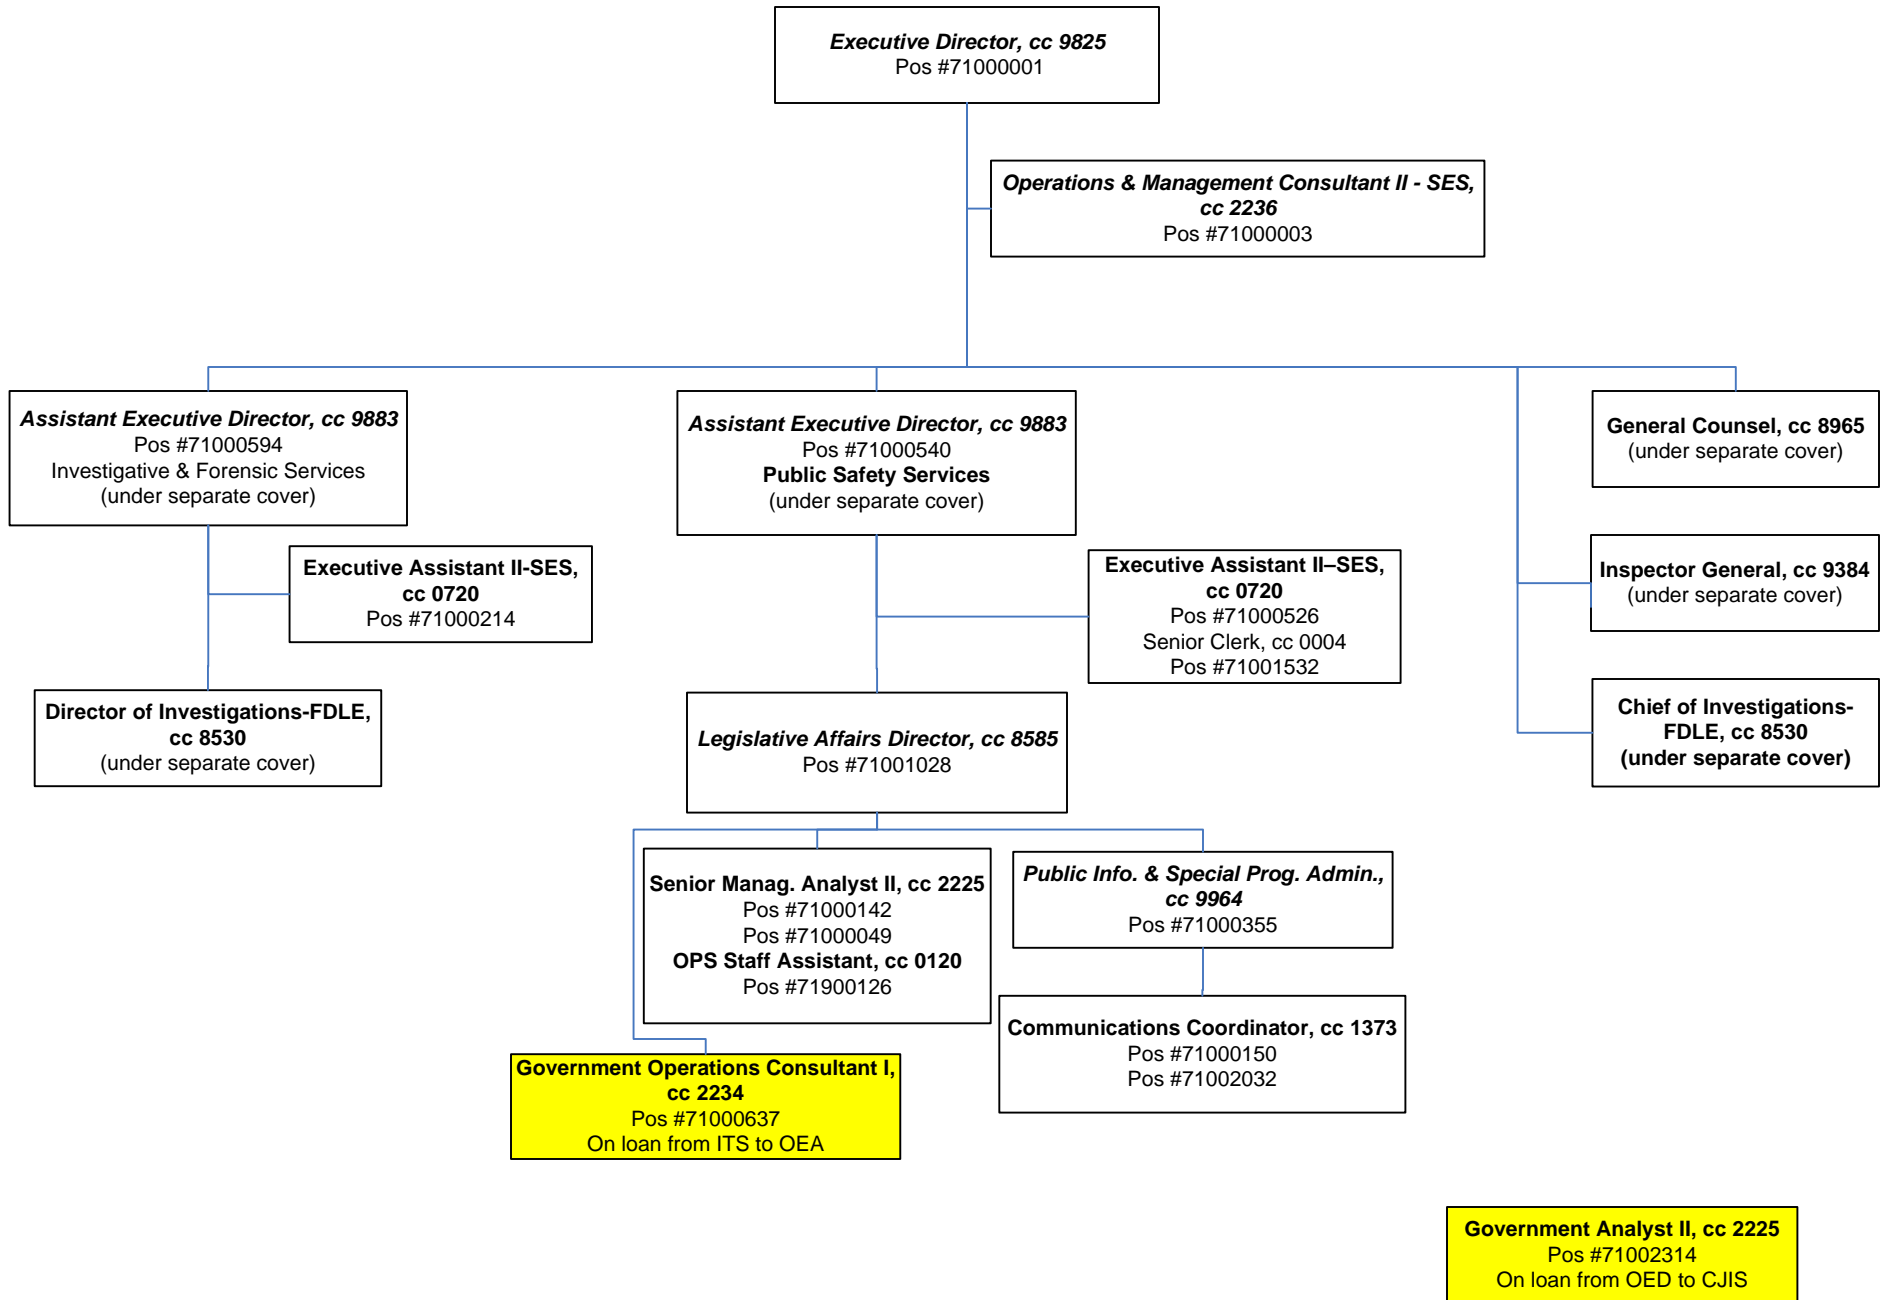 Executive Director, cc 9825
Pos #71000001
Operations & Management Consultant II - SES,
cc 2236
Pos #71000003
Assistant Executive Director, cc 9883
Pos #71000594
Investigative & Forensic Services
(under separate cover)
Executive Assistant II-SES,
cc 0720
Pos #71000214
Director of Investigations-FDLE,
cc 8530
(under separate cover)
Assistant Executive Director, cc 9883
Pos #71000540
Public Safety Services
(under separate cover)
Executive Assistant II–SES,
cc 0720
Pos #71000526
Senior Clerk, cc 0004
Pos #71001532
Legislative Affairs Director, cc 8585
Pos #71001028
Senior Manag. Analyst II, cc 2225
Pos #71000142
Pos #71000049
OPS Staff Assistant, cc 0120
Pos #71900126
Public Info. & Special Prog. Admin.,
cc 9964
Pos #71000355
Communications Coordinator, cc 1373
Pos #71000150
Pos #71002032
Government Operations Consultant I,
cc 2234
Pos #71000637
On loan from ITS to OEA
General Counsel, cc 8965
(under separate cover)
Inspector General, cc 9384
(under separate cover)
Chief of Investigations-
FDLE, cc 8530
(under separate cover)
Government Analyst II, cc 2225
Pos #71002314
On loan from OED to CJIS